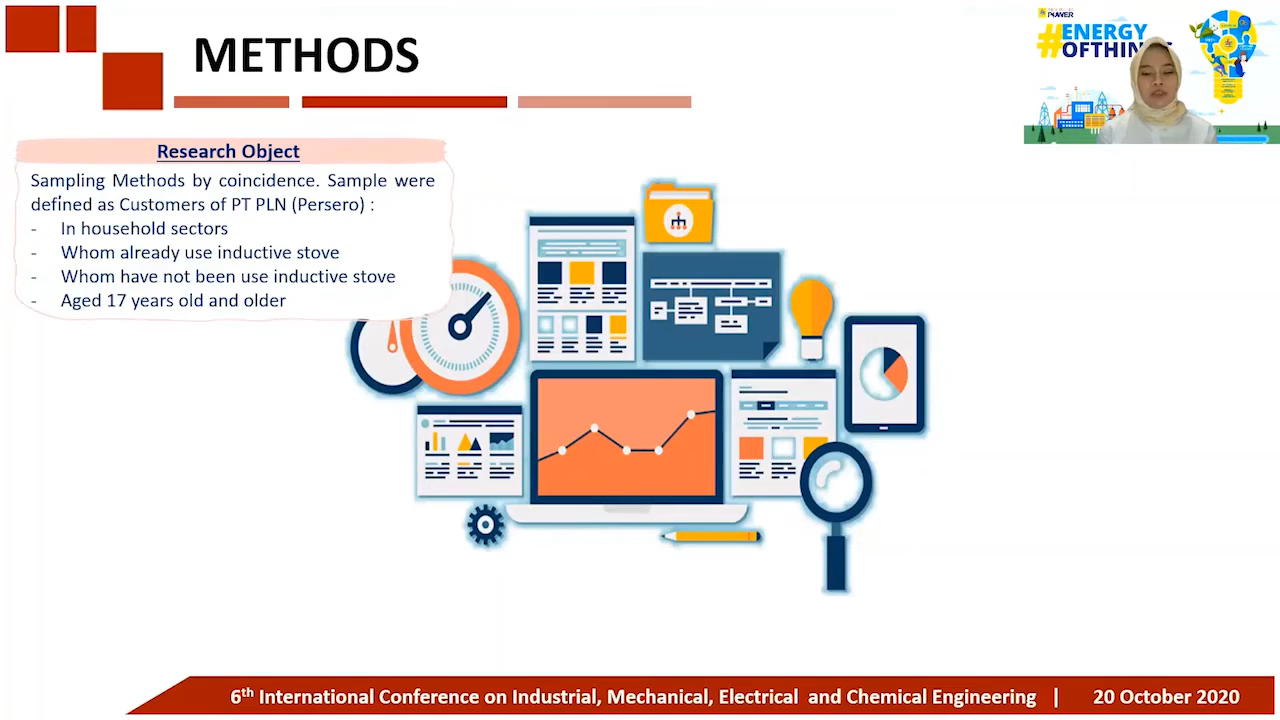 METHODS
POWER
#ENERGY
OFTHIN
Research Object
Sampling Methods by coincidence. Sample were
defined as Customers of PT PLN (Persero) :
- In household sectors
- Whom already use inductive stove
- Whom have not been use inductive stove
- Aged 17 years old and older
6th International Conference on Industrial, Mechanical, Electrical and Chemical Engineering | 20 October 2020